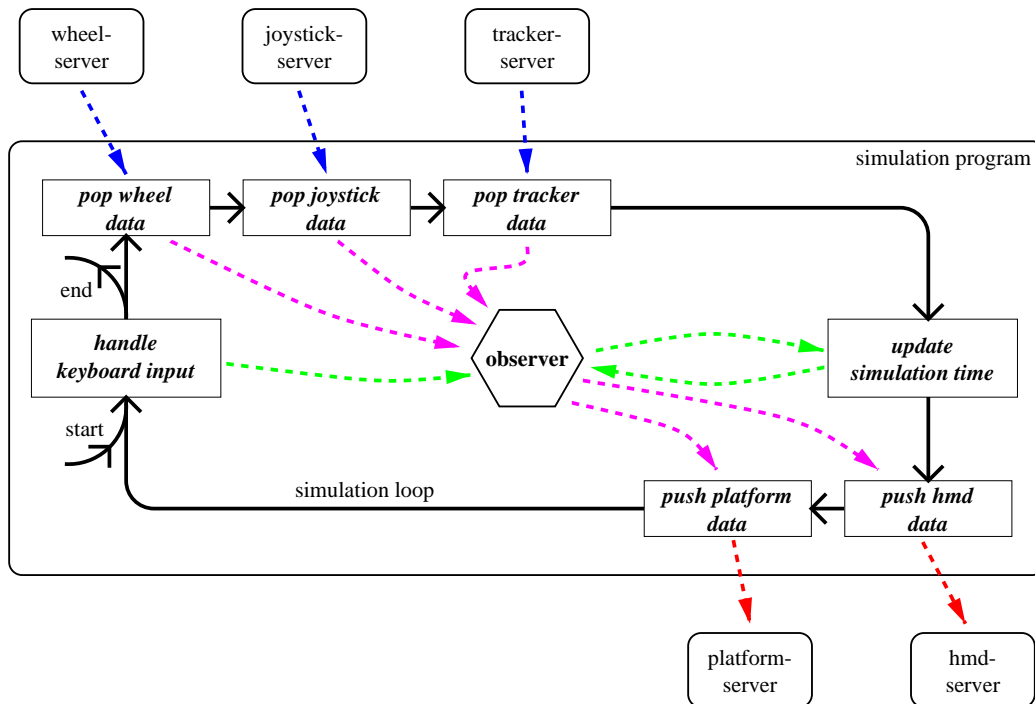 wheel-
server
joystick-
server
tracker-
server
simulation program
pop wheel
data
pop joystick
data
pop tracker
data
end
handle
keyboard input
observer
update
simulation time
start
simulation loop
push platform
data
push hmd
data
platform-
server
hmd-
server